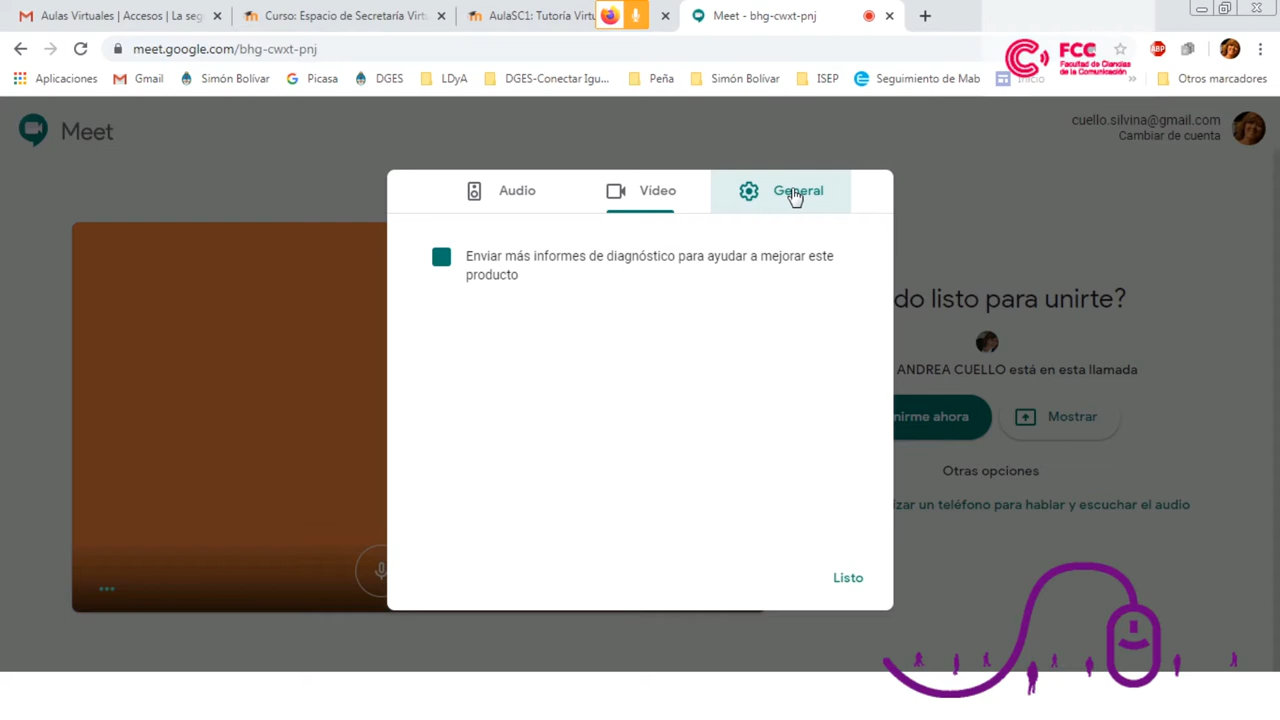 Aulas Virtuales | Accesos | La seg
Curso: Espacio de Secretaría Virtu
AulaSC1: Tutoría Virtu
Meet - bhg-cwxt-pnj
meet.google.com/bhg-cwxt-pnj
ABP
FCC
Facultad de Ciencias
de la Comunicación
Aplicaciones
Gmail
Simón Bolívar
Picasa
DGES
LDyA
DGES-Conectar Igu...
Peña
Simón Bolívar
ISEP
Seguimiento de Mab
Inicio
»
Otros marcadores
Meet
cuello.silvina@gmail.com
Cambiar de cuenta
Audio
Video
General
Enviar más informes de diagnóstico para ayudar a mejorar este
producto
do listo para unirte?
ANDREA CUELLO está en esta llamada
nirme ahora
Mostrar
Otras opciones
izar un teléfono para hablar y escuchar el audio
Listo